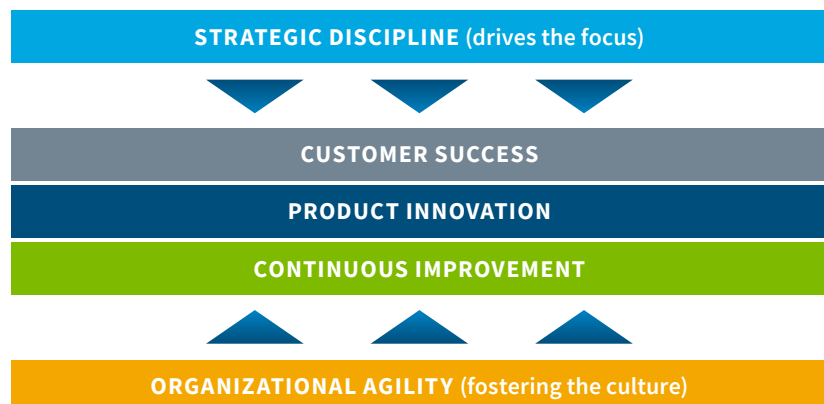 STRATEGIC DISCIPLINE (drives the focus)
CUSTOMER SUCCESS
PRODUCT INNOVATION
CONTINUOUS IMPROVEMENT
ORGANIZATIONAL AGILITY (fostering the culture)